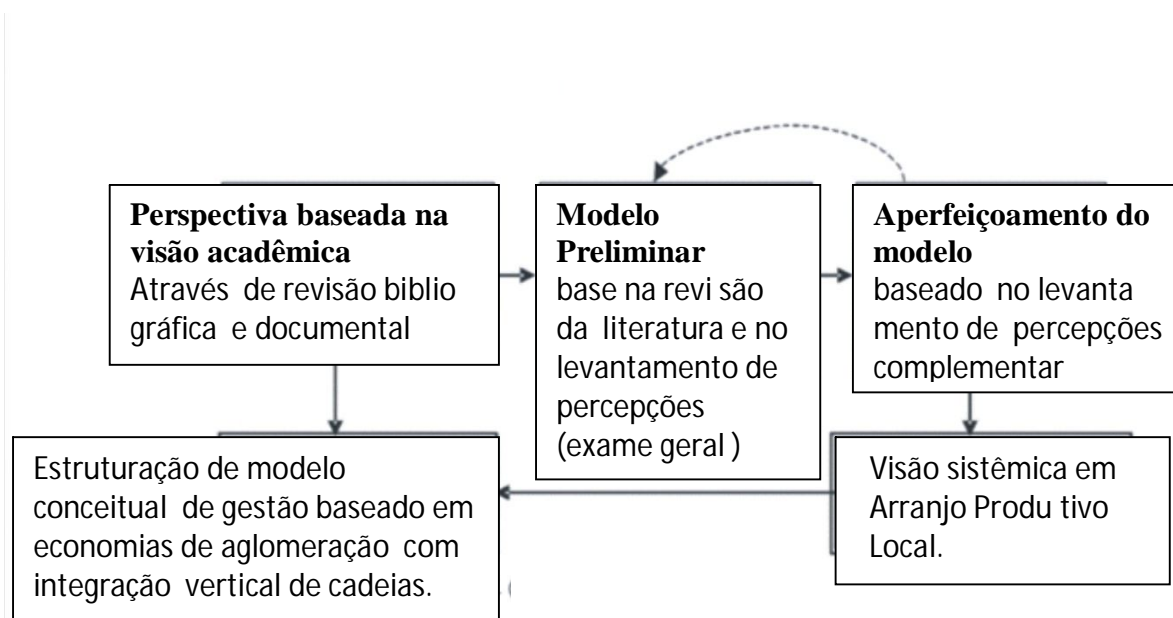 Perspectiva baseada na
visão acadêmica
Através de revisão biblio
gráfica e documental
Modelo
Preliminar
base na revi são
da literatura e no
levantamento de
percepções
(exame geral )
Aperfeiçoamento do
modelo
baseado no levanta
mento de percepções
complementar
Estruturação de modelo
conceitual de gestão baseado em
economias de aglomeração com
integração vertical de cadeias.
Visão sistêmica em
Arranjo Produ tivo
Local.